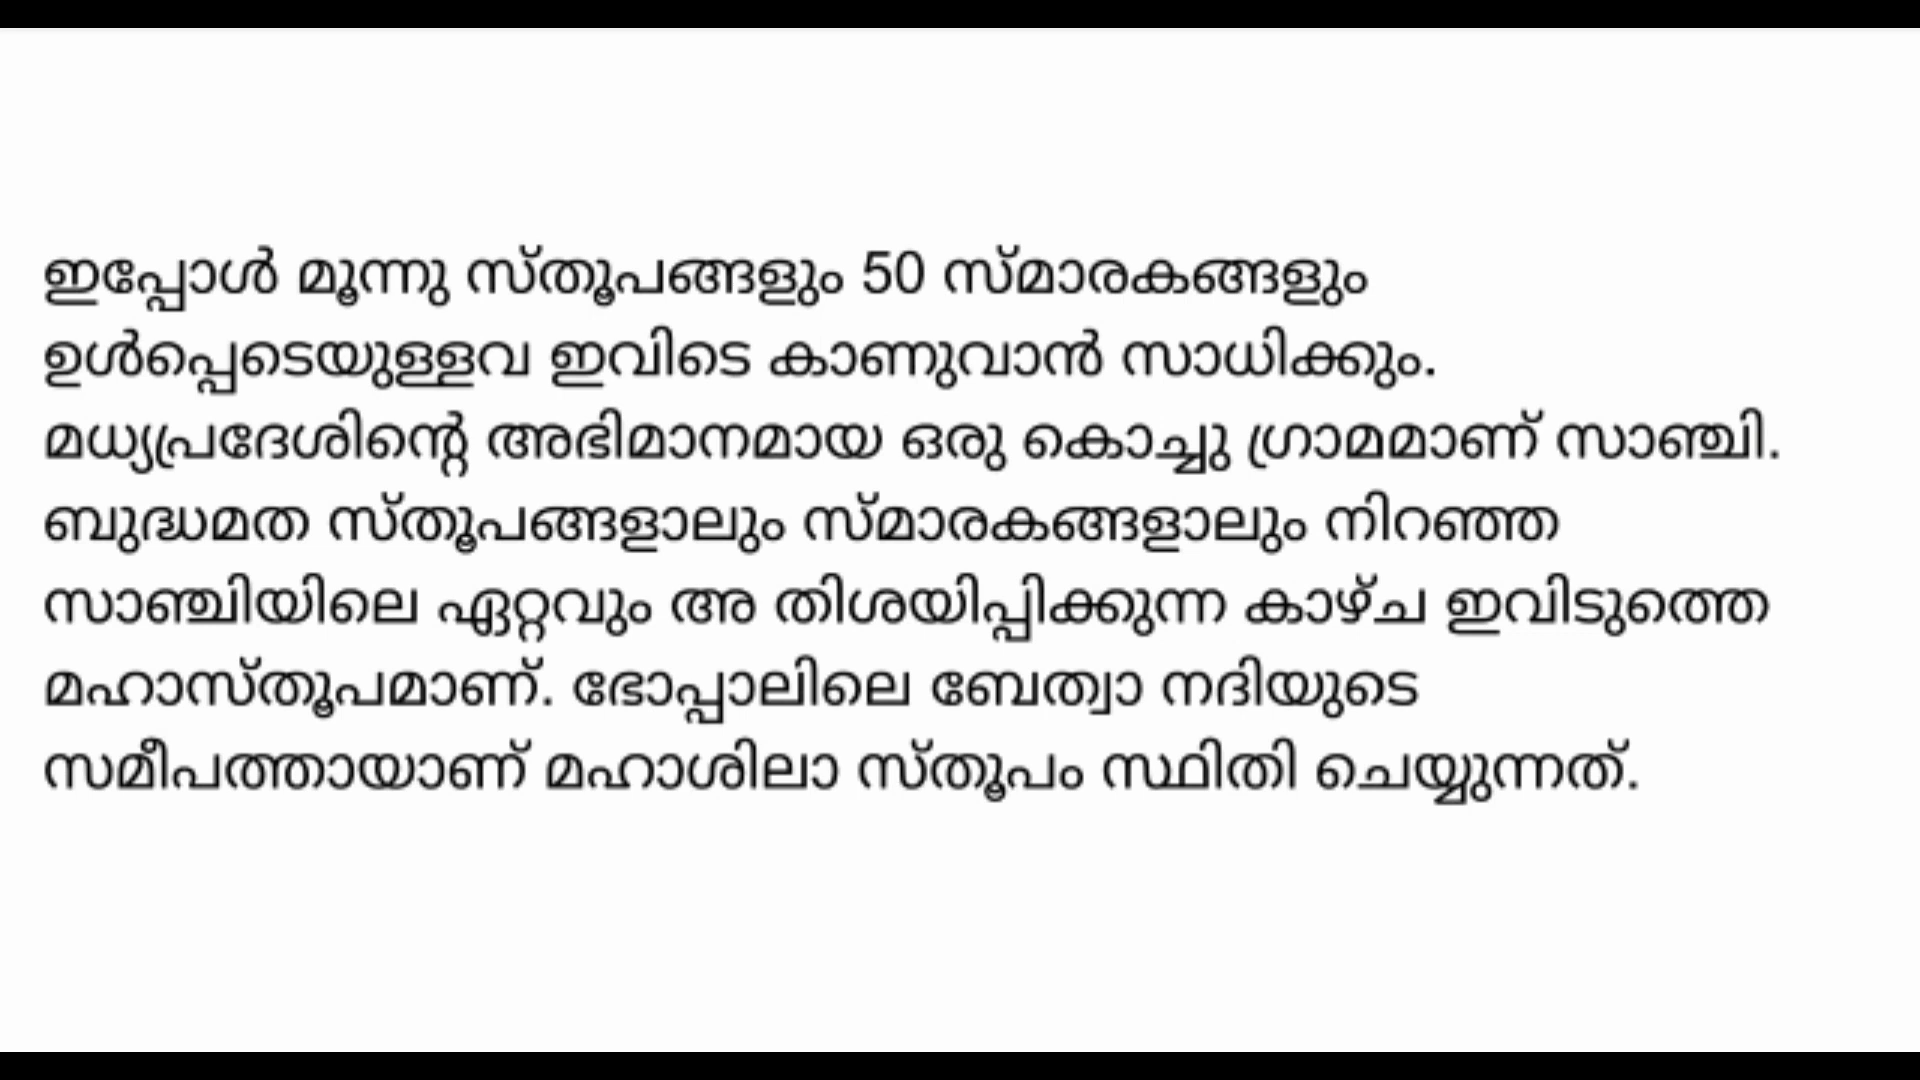 ഇപ്പോൾ മൂന്നു സ്തൂപങ്ങളും 50 സ്മാരകങ്ങളും
ഉൾപ്പെടെയുള്ളവ ഇവിടെ കാണുവാൻ സാധിക്കും.
മധ്യപ്രദേശിന്റെ അഭിമാനമായ ഒരു കൊച്ചു ഗ്രാമമാണ് സാഞ്ചി.
ബുദ്ധമത സ്തൂപങ്ങളാലും സ്മാരകങ്ങളാലും നിറഞ്ഞ
സാഞ്ചിയിലെ ഏറ്റവും അ തിശയിപ്പിക്കുന്ന കാഴ്ച ഇവിടുത്തെ
മഹാസ്തൂപമാണ്. ഭോപ്പാലിലെ ബേത്വാ നദിയുടെ
സമീപത്തായാണ് മഹാശിലാ സ്തൂപം സ്ഥിതി ചെയ്യുന്നത്.